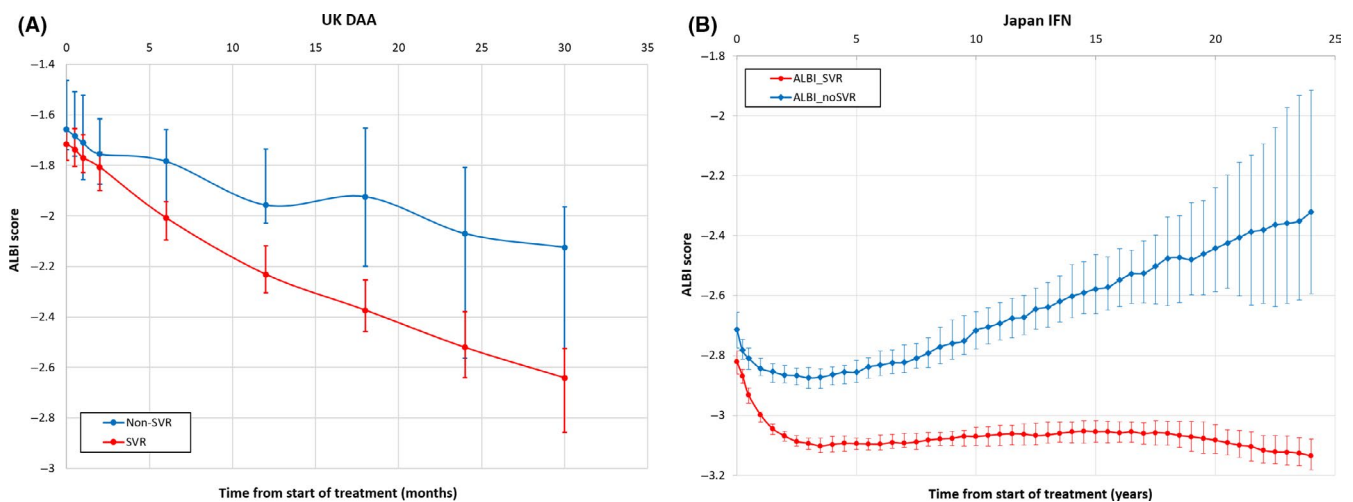 (A)
UK DAA
0 5 10 15 20 25 30 35
−1.4
−1.6
−1.8
−2
−2.2
−2.4
−2.6
−2.8
−3
ALBI score
Non-SVR
SVR
Time from start of treatment (months)
(B)
Japan IFN
0 5 10 15 20 25
−1.8
−2
−2.2
−2.4
−2.6
−2.8
−3
−3.2
ALBI score
ALBI_SVR
ALBI_noSVR
Time from start of treatment (years)